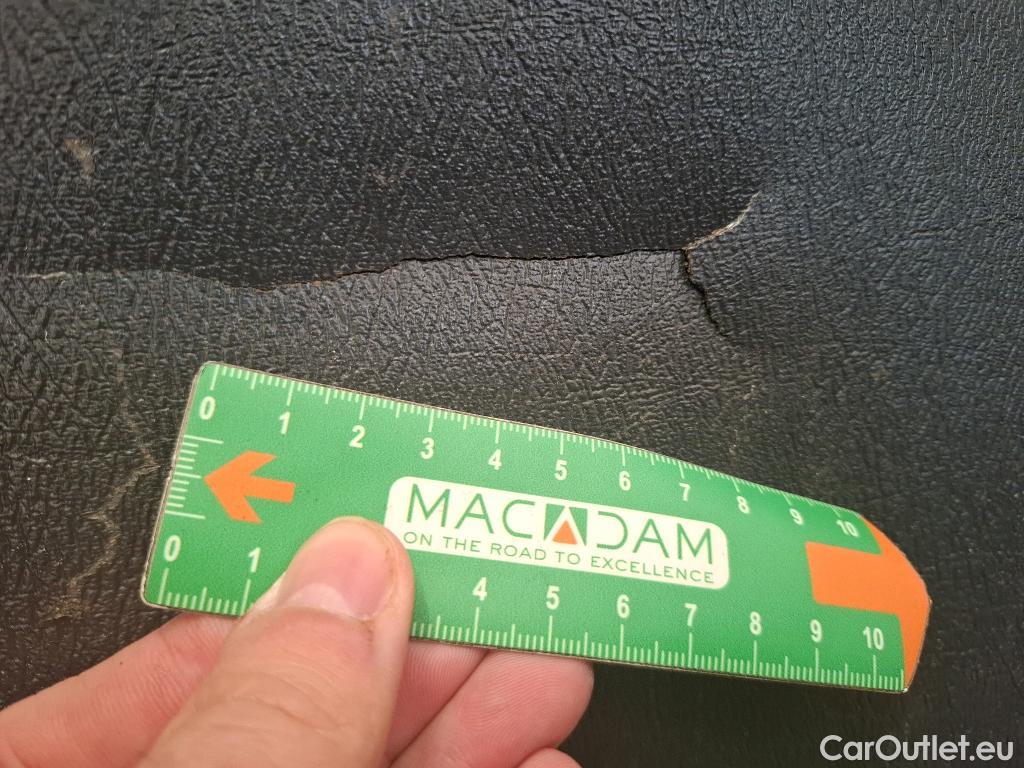 0 1 2 3 4 5 6 7 8 9 10
MACADAM
ON THE ROAD TO EXCELLENCE
0 1 4 5 6 7 8 9 10
CarOutlet.eu